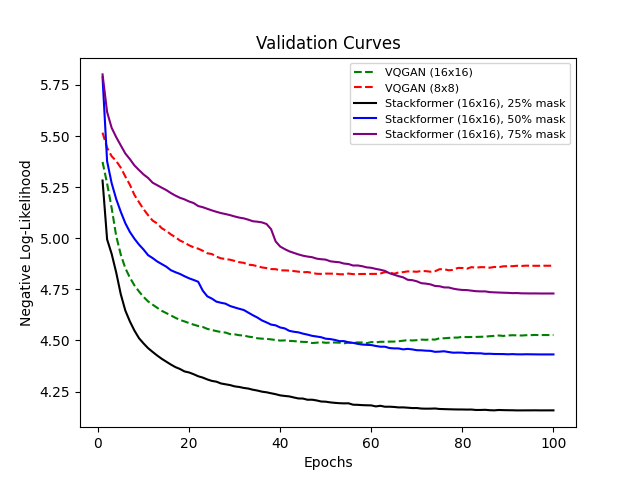 Validation Curves
VQGAN (16x16)
VQGAN (8x8)
Stackformer (16x16), 25% mask
Stackformer (16x16), 50% mask
Stackformer (16x16), 75% mask
Negative Log-Likelihood
5.75
5.50
5.25
5.00
4.75
4.50
4.25
0 20 40 60 80 100
Epochs